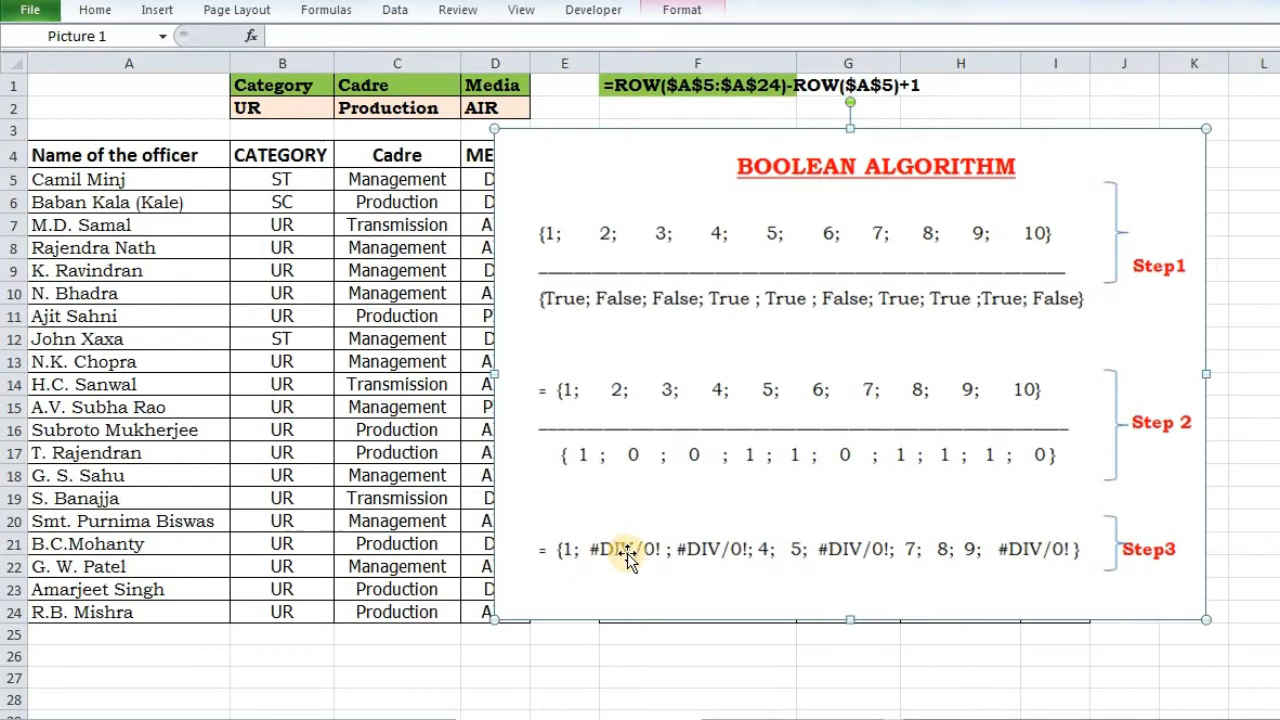 File Home Insert Page Layout Formulas Data Review View Developer Format
Picture 1 fx
A B C D E F G H I J K L
1 Category Cadre Media =ROW($A$5:$A$24)-ROW($A$5)+1
2 UR Production AIR
3
BOOLEAN ALGORITHM
4 Name of the officer CATEGORY Cadre ME
5 Camil Minj ST Management D
6 Baban Kala (Kale) SC Production D
7 M.D. Samal UR Transmission A
{1; 2; 3; 4; 5; 6; 7; 8; 9; 10}
8 Rajendra Nath UR Management A
Step1
9 K. Ravindran UR Management D
10 N. Bhadra UR Management A
{True; False; False; True ; True ; False; True; True ;True; False}
11 Ajit Sahni UR Production P
12 John Xaxa ST Management D
13 N.K. Chopra UR Management A
14 H.C. Sanwal UR Transmission A
= {1; 2; 3; 4; 5; 6; 7; 8; 9; 10}
15 A.V. Subha Rao UR Management P
Step 2
16 Subroto Mukherjee UR Production A
17 T. Rajendran UR Production A
{ 1 ; 0 ; 0 ; 1 ; 1 ; 0 ; 1 ; 1 ; 1 ; 0 }
18 G. S. Sahu UR Management A
19 S. Banajja UR Transmission D
20 Smt. Purnima Biswas UR Management A
21 B.C.Mohanty UR Production D
= {1; #DIV/0! ; #DIV/0!; 4; 5; #DIV/0!; 7; 8; 9; #DIV/0! } Step3
22 G. W. Patel UR Management A
23 Amarjeet Singh UR Production D
24 R.B. Mishra UR Production A
25
26
27
28